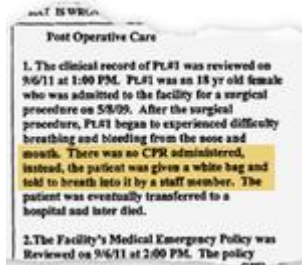 IS WRON
Post Operative Care
1. The clinical record of Pt.#1 was reviewed on
9/6/11 at 1:00 PM. Pt.#1 was an 18 yr old female
who was admitted to the facility for a surgical
procedure on 5/8/09. After the surgical
procedure, Pt.#1 began to experienced difficulty
breathing and bleeding from the nose and
mouth. There was no CPR administered,
instead, the patient was given a white bag and
told to breath into it by a staff member. The
patient was eventually transferred to a
hospital and later died.
2.The Facility's Medical Emergency Policy was
Reviewed on 9/6/11 at 2:00 PM. The policy